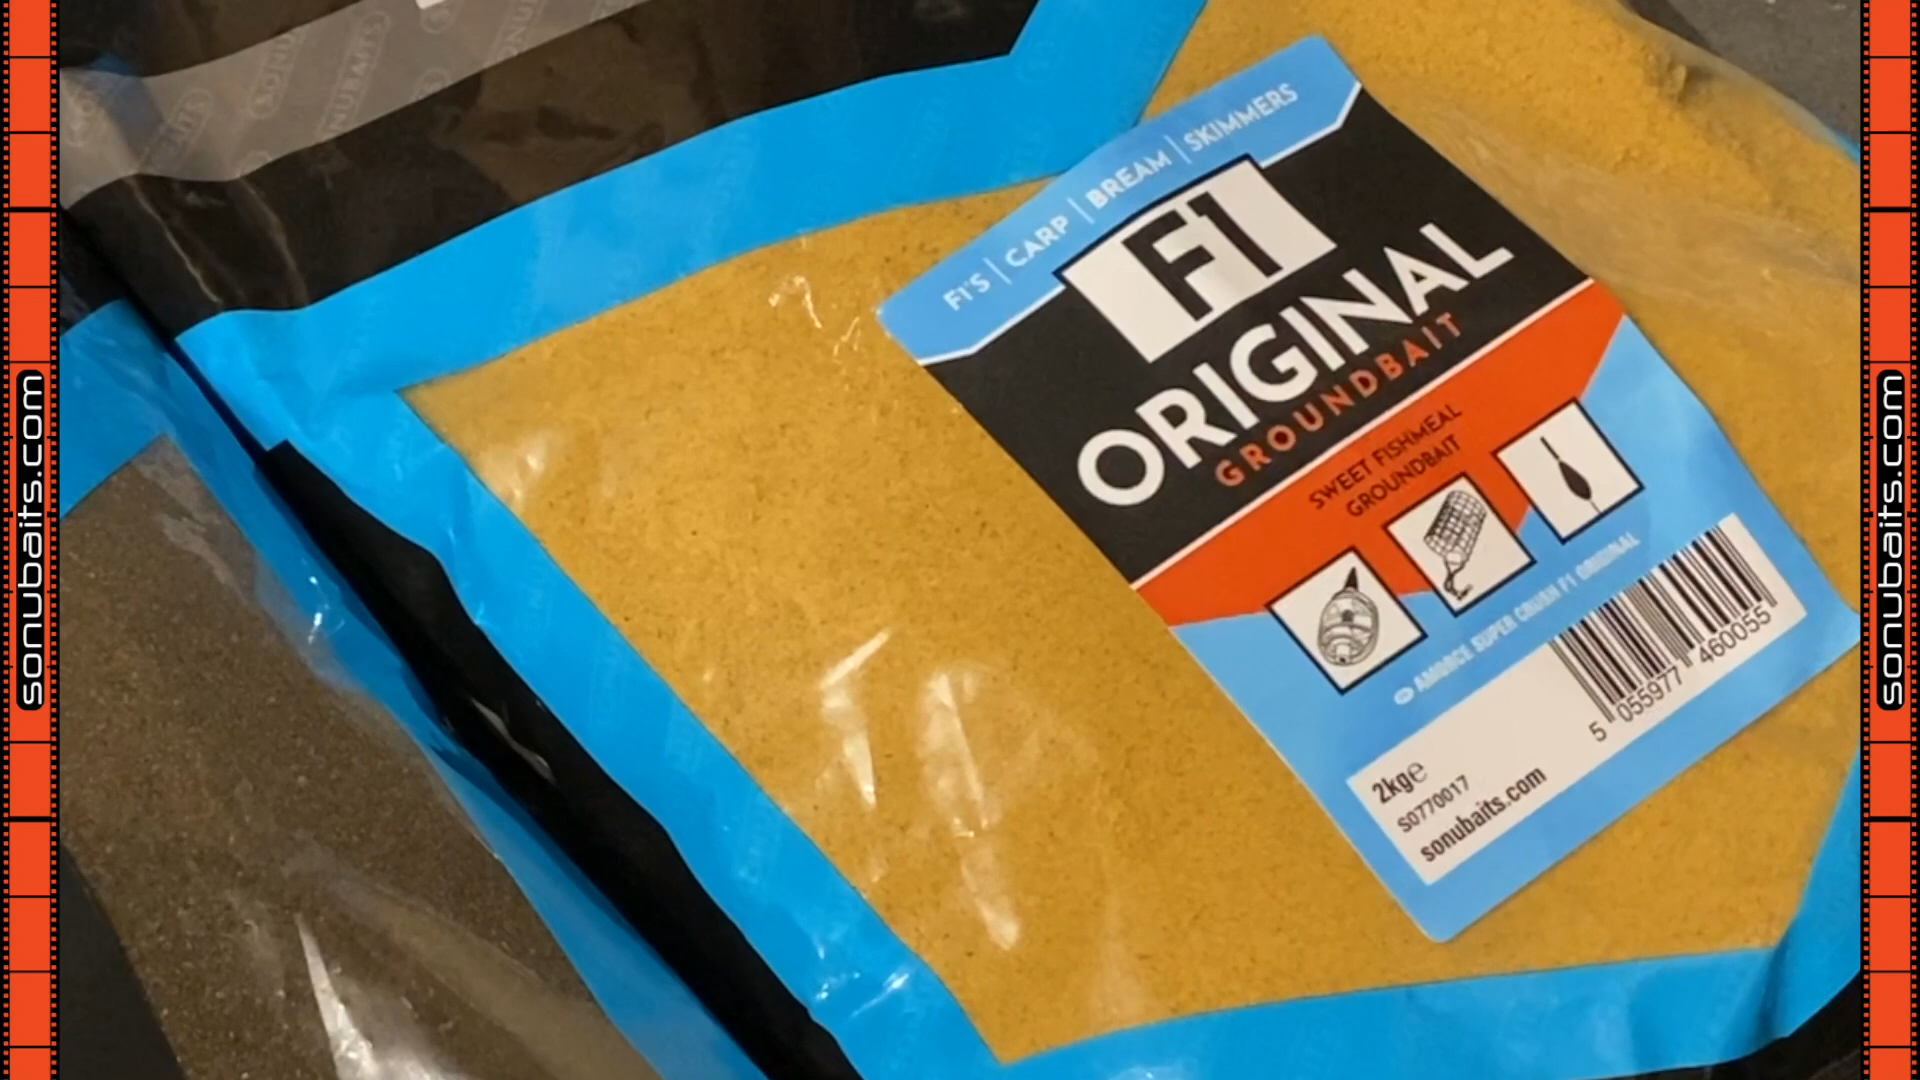 sonubaits.com
F1'S | CARP | BREAM | SKIMMERS
F1
ORIGINAL
GROUNDBAIT
SWEET FISHMEAL
GROUNDBAIT
AMORCE SUPER CRUSH F1 ORIGINAL
5 055977 460055
2kge
S0770017
sonubaits.com
sonubaits.com